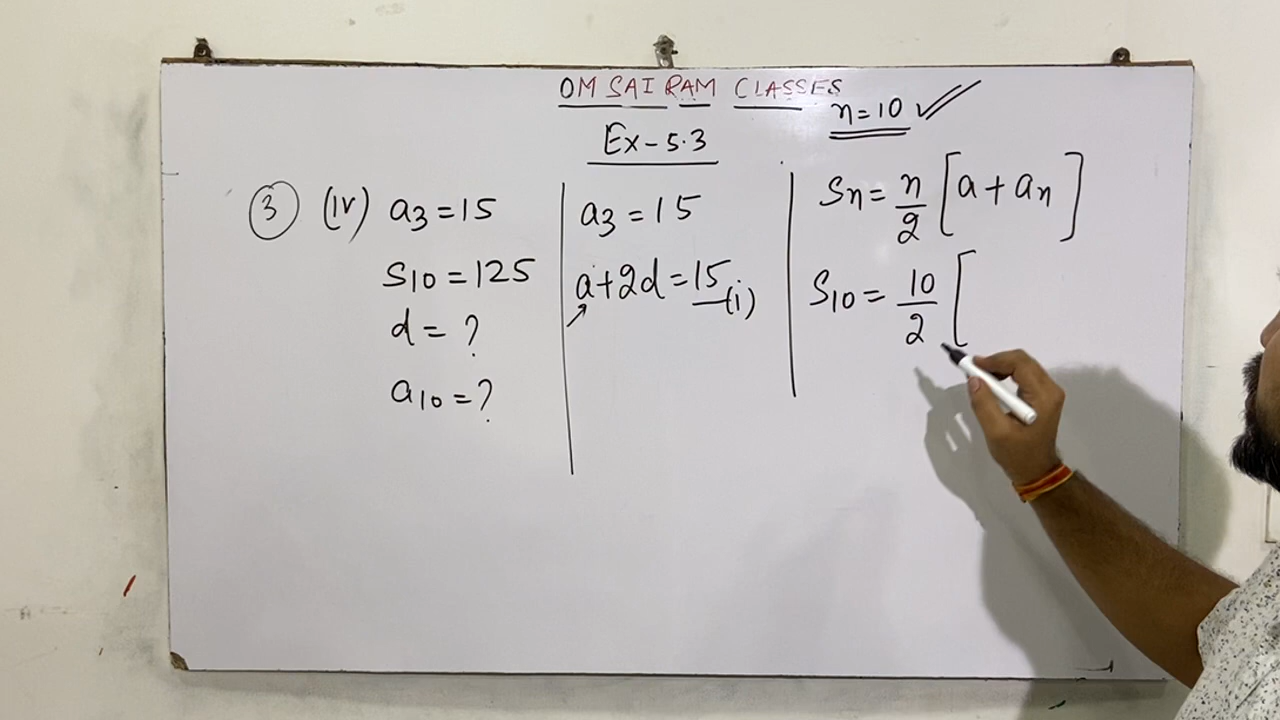 OM SAI RAM CLASSES
Ex-5.3
n=10 ✓
3 (iv) a3=15
S10=125
d=?
a10=?
a3=15
a+2d=15 (i)
Sn=n/2[a+an]
S10=10/2[